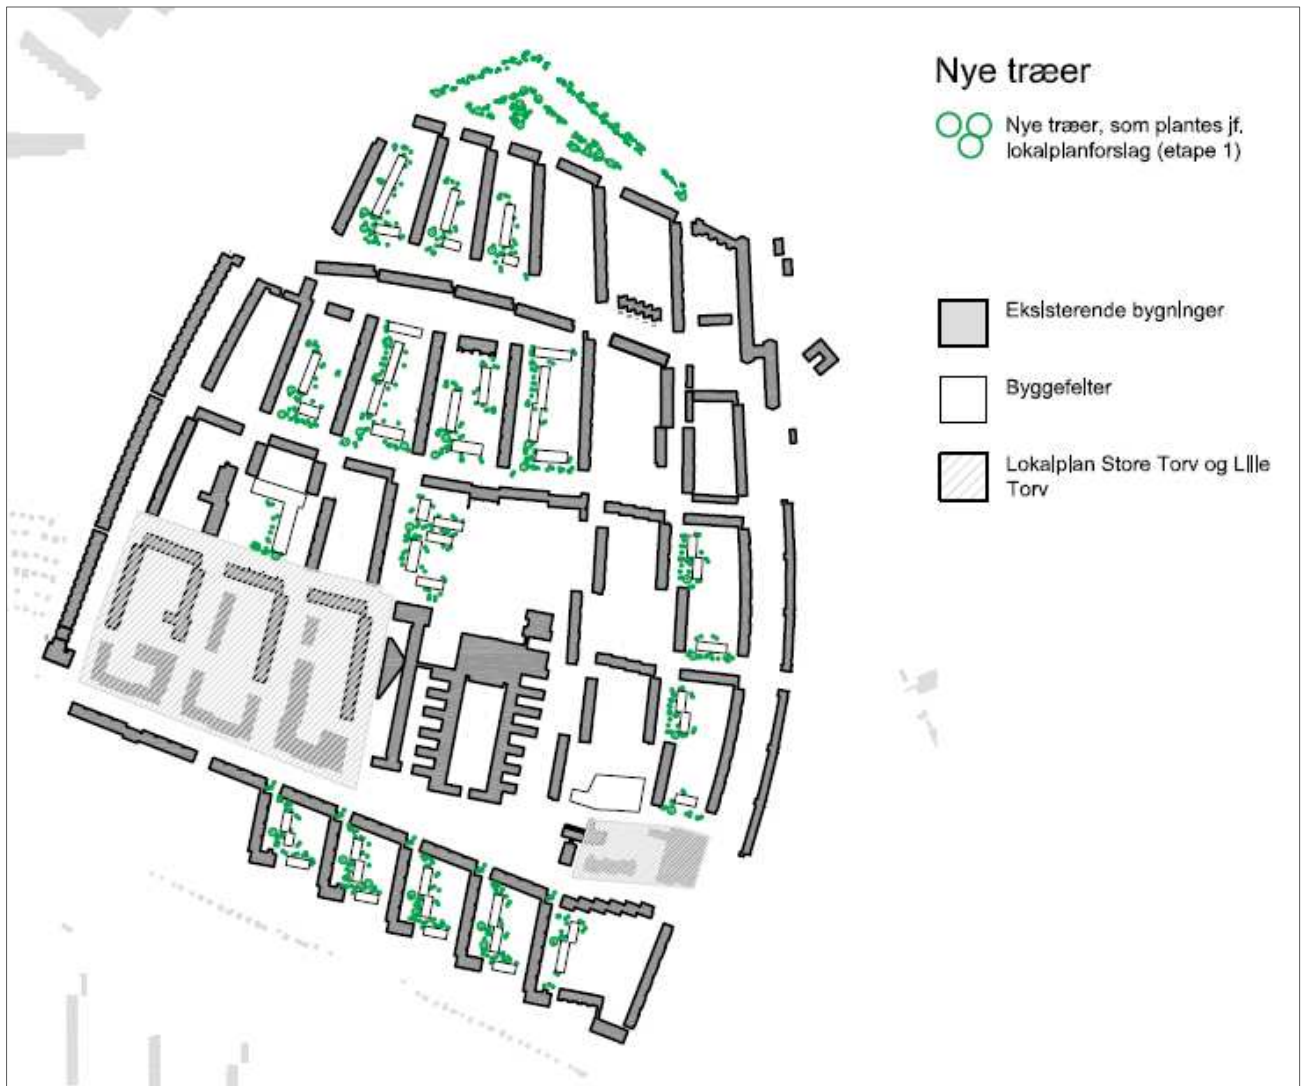 Nye træer
Nye træer, som plantes jf.
lokalplanforslag (etape 1)
Eksisterende bygninger
Byggefelter
Lokalplan Store Torv og Lille
Torv